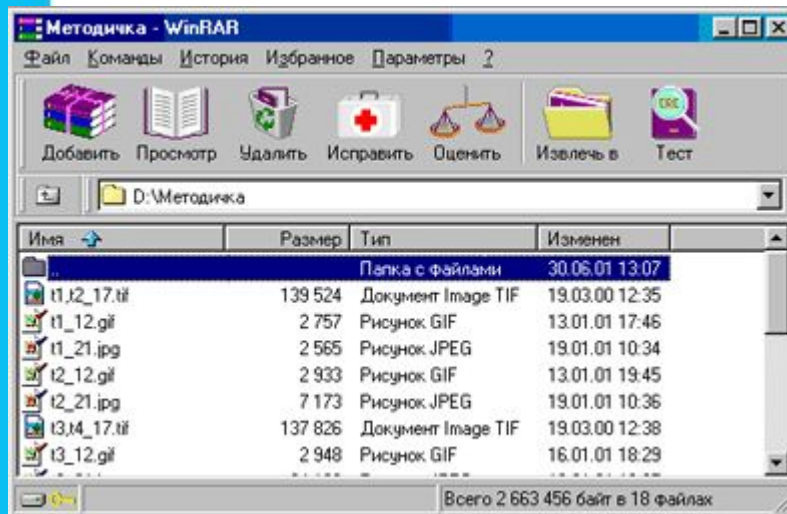 Методичка - WinRAR
Файл Команды История Избранное Параметры ?
Добавить Просмотр Удалить Исправить Оценить Извлечь в Тест
D:\Методичка
Имя Размер Тип Изменен
.. Папка с файлами 30.06.01 13:07
t1,t2_17.tif 139 524 Документ Image TIF 19.03.00 12:35
t1_12.gif 2 757 Рисунок GIF 13.01.01 17:46
t1_21.jpg 2 565 Рисунок JPEG 19.01.01 10:34
t2_12.gif 2 933 Рисунок GIF 13.01.01 19:45
t2_21.jpg 7 173 Рисунок JPEG 19.01.01 10:36
t3,t4_17.tif 137 826 Документ Image TIF 19.03.00 12:38
t3_12.gif 2 948 Рисунок GIF 16.01.01 18:29
Всего 2 663 456 байт в 18 файлах